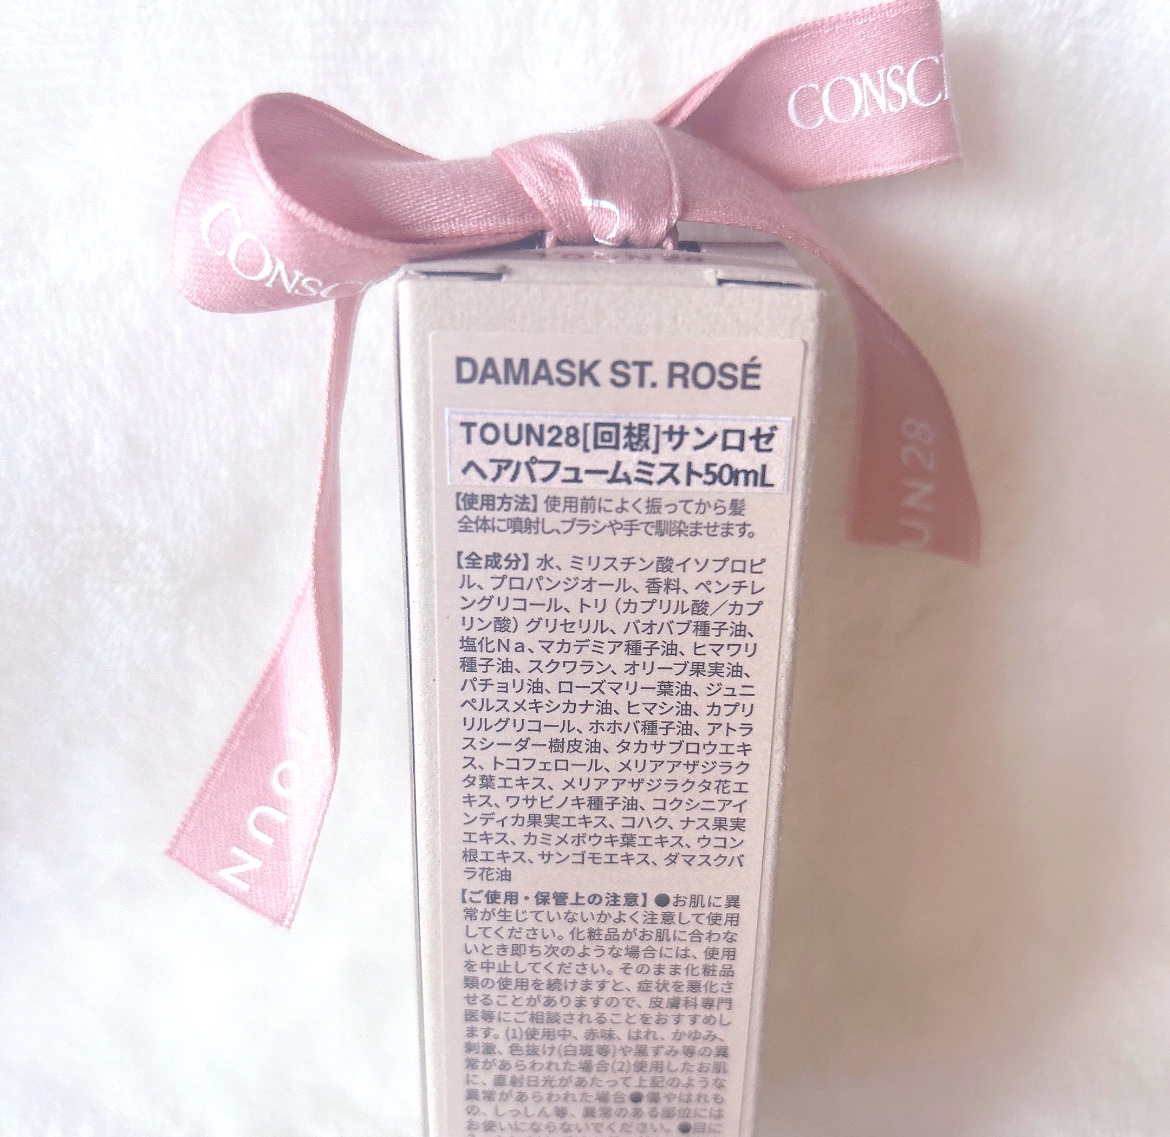 CONSCI
CONSC
TOUN
UN28
DAMASK ST. ROSÉ
TOUN28[回想]サンロゼ
ヘアパフュームミスト50mL
【使用方法】使用前によく振ってから髪
全体に噴射し、ブラシや手で馴染ませます。
【全成分】水、ミリスチン酸イソプロピ
ル、プロパンジオール、香料、ペンチレ
ングリコール、トリ（カプリル酸／カプ
リン酸）グリセリル、バオバブ種子油、
塩化Ｎａ、マカデミア種子油、ヒマワリ
種子油、スクワラン、オリーブ果実油、
パチョリ油、ローズマリー葉油、ジュニ
ペルスメキシカナ油、ヒマシ油、カプリ
リルグリコール、ホホバ種子油、アトラ
スシーダー樹皮油、タカサブロウエキ
ス、トコフェロール、メリアアザジラク
タ葉エキス、メリアアザジラクタ花エ
キス、ワサビノキ種子油、コクシニアイ
ンディカ果実エキス、コハク、ナス果実
エキス、カミメボウキ葉エキス、ウコン
根エキス、サンゴモエキス、ダマスクバ
ラ花油
【ご使用・保管上の注意】●お肌に異
常が生じていないかよく注意して使用
してください。化粧品がお肌に合わな
いとき即ち次のような場合には、使用
を中止してください。そのまま化粧品
類の使用を続けますと、症状を悪化さ
せることがありますので、皮膚科専門
医等にご相談されることをおすすめし
ます。(1)使用中、赤味、はれ、かゆみ、
刺激、色抜け(白斑等)や黒ずみ等の異
常があらわれた場合(2)使用したお肌
に、直射日光があたって上記のような
異常があらわれた場合●傷やはれも
の、しっしん等、異常のある部位には
お使いにならないでください。●目に